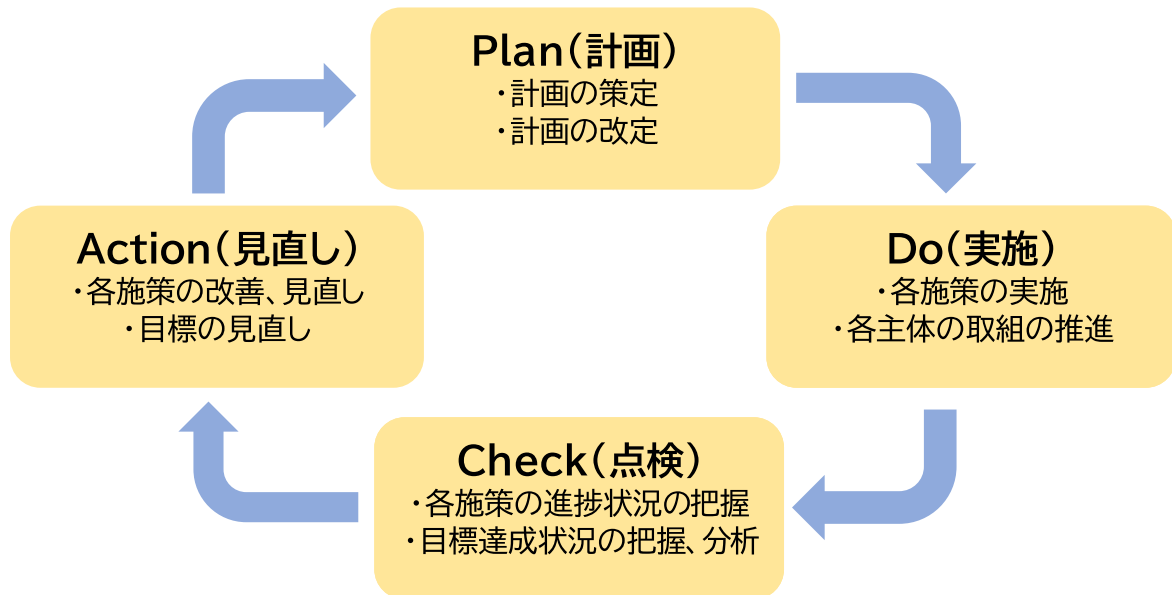 Plan(計画)
・計画の策定
・計画の改定
Action(見直し)
・各施策の改善、見直し
・目標の見直し
Do(実施)
・各施策の実施
・各主体の取組の推進
Check(点検)
・各施策の進捗状況の把握
・目標達成状況の把握、分析